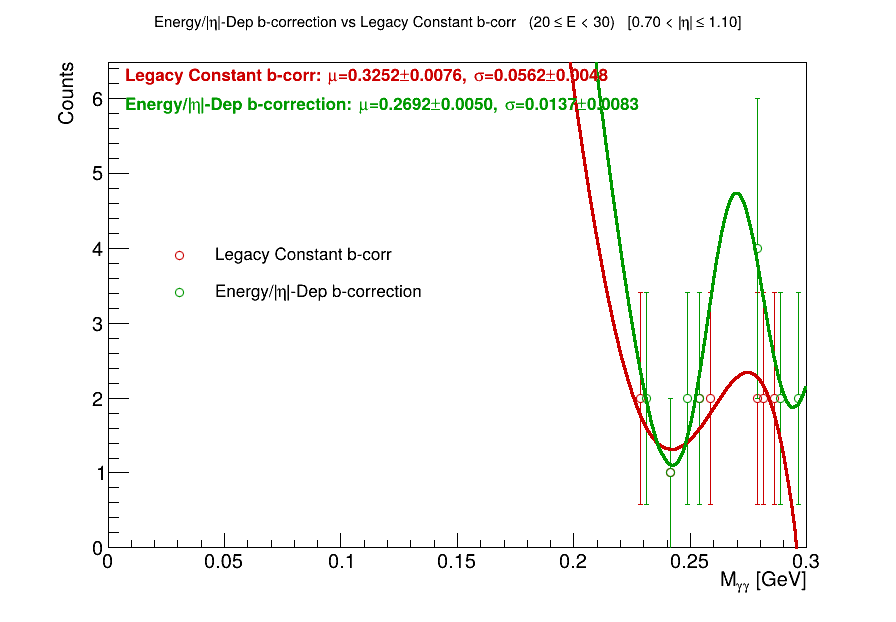 Energy/|η|-Dep b-correction vs Legacy Constant b-corr (20 ≤ E < 30) [0.70 < |η| ≤ 1.10]
Counts
Legacy Constant b-corr: μ=0.3252±0.0076, σ=0.0562±0.0048
Energy/|η|-Dep b-correction: μ=0.2692±0.0050, σ=0.0137±0.0083
6
5
4
3
2
1
0
Legacy Constant b-corr
Energy/|η|-Dep b-correction
0 0.05 0.1 0.15 0.2 0.25 0.3
Mγγ [GeV]